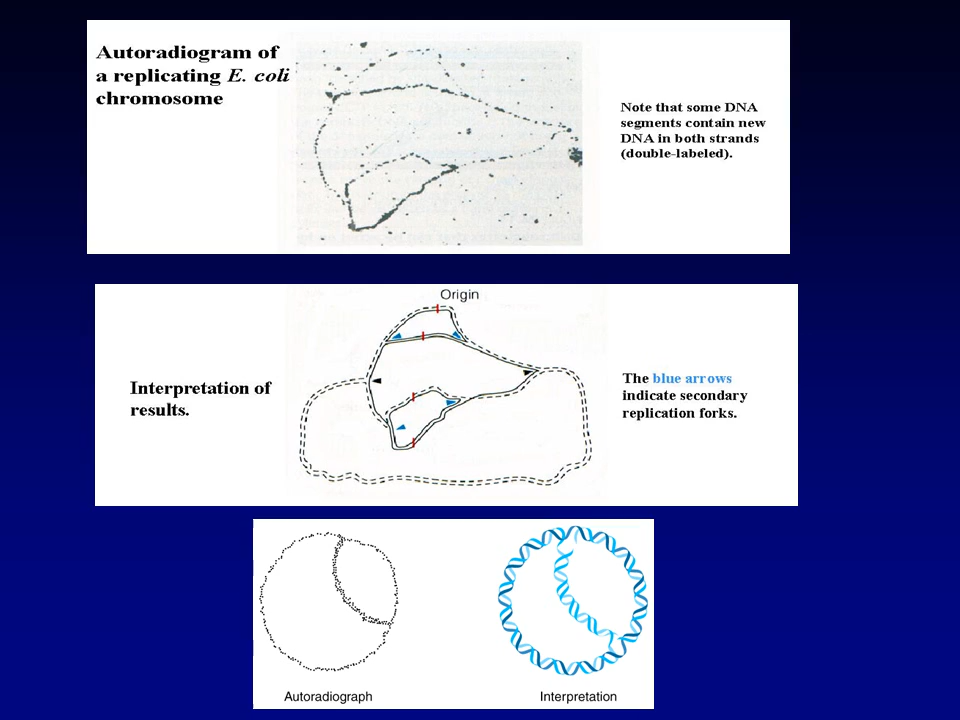 Autoradiogram of
a replicating E. coli
chromosome
Note that some DNA
segments contain new
DNA in both strands
(double-labeled).
Origin
Interpretation of
results.
The blue arrows
indicate secondary
replication forks.
Autoradiograph
Interpretation